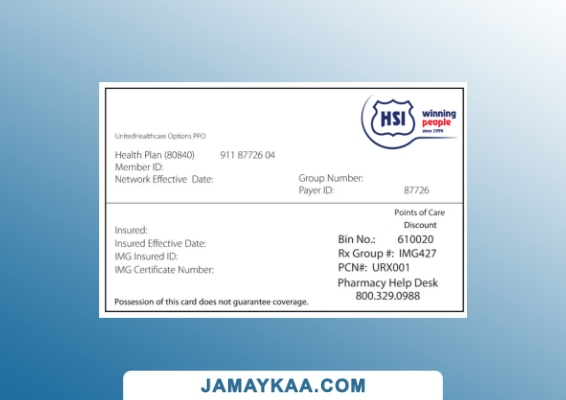 HSI
winning
people
since 1995
UnitedHealthcare Options PPO
Health Plan (80840) 911 87726 04
Member ID:
Network Effective Date:
Group Number:
Payer ID: 87726
Points of Care
Discount
Insured:
Insured Effective Date:
IMG Insured ID:
IMG Certificate Number:
Bin No.: 610020
Rx Group #: IMG427
PCN#: URX001
Pharmacy Help Desk
800.329.0988
Possession of this card does not guarantee coverage.
JAMAYKAA.COM